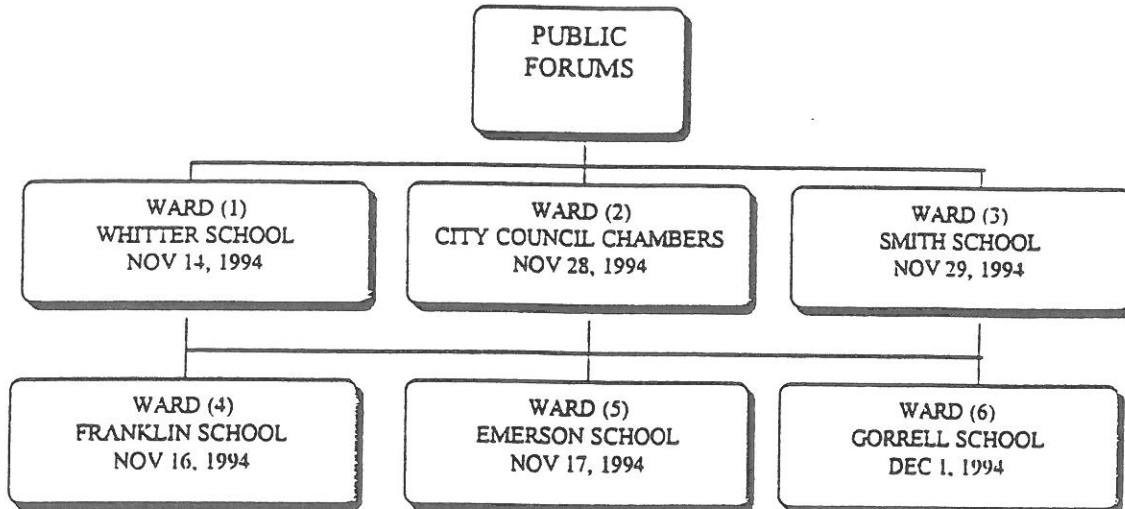 PUBLIC
FORUMS
WARD (1)
WHITTER SCHOOL
NOV 14, 1994
WARD (2)
CITY COUNCIL CHAMBERS
NOV 28, 1994
WARD (3)
SMITH SCHOOL
NOV 29, 1994
WARD (4)
FRANKLIN SCHOOL
NOV 16, 1994
WARD (5)
EMERSON SCHOOL
NOV 17, 1994
WARD (6)
GORRELL SCHOOL
DEC 1, 1994